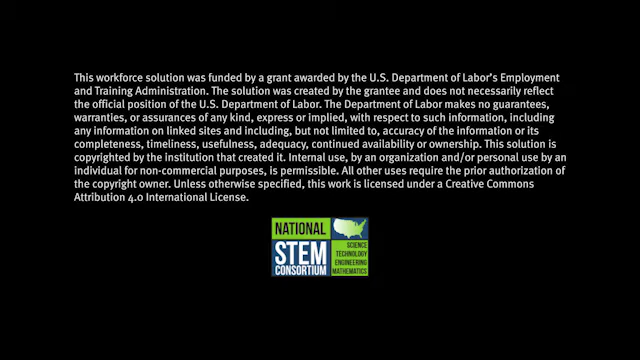 This workforce solution was funded by a grant awarded by the U.S. Department of Labor's Employment
and Training Administration. The solution was created by the grantee and does not necessarily reflect
the official position of the U.S. Department of Labor. The Department of Labor makes no guarantees,
warranties, or assurances of any kind, express or implied, with respect to such information, including
any information on linked sites and including, but not limited to, accuracy of the information or its
completeness, timeliness, usefulness, adequacy, continued availability or ownership. This solution is
copyrighted by the institution that created it. Internal use, by an organization and/or personal use by an
individual for non-commercial purposes, is permissible. All other uses require the prior authorization of
the copyright owner. Unless otherwise specified, this work is licensed under a Creative Commons
Attribution 4.0 International License.
NATIONAL
STEM
CONSORTIUM
SCIENCE
TECHNOLOGY
ENGINEERING
MATHEMATICS